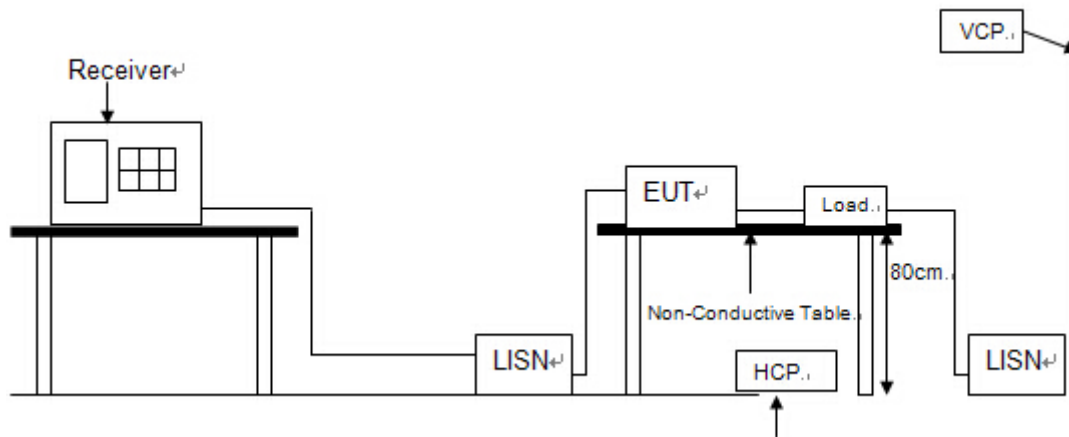 VCP.
Receiver↵
EUT↵
Load.
80cm.
Non-Conductive Table.
LISN↵
HCP.
LISN↵